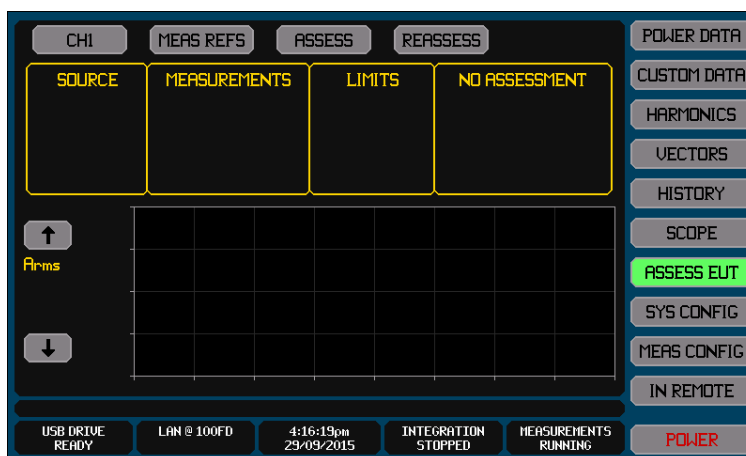 CH1 MEAS REFS ASSESS REASSESS
SOURCE MEASUREMENTS LIMITS NO ASSESSMENT
Arms
POWER DATA
CUSTOM DATA
HARMONICS
VECTORS
HISTORY
SCOPE
ASSESS EUT
SYS CONFIG
MEAS CONFIG
IN REMOTE
POWER
USB DRIVE
READY
LAN @ 100FD
4:16:19pm
29/09/2015
INTEGRATION
STOPPED
MEASUREMENTS
RUNNING